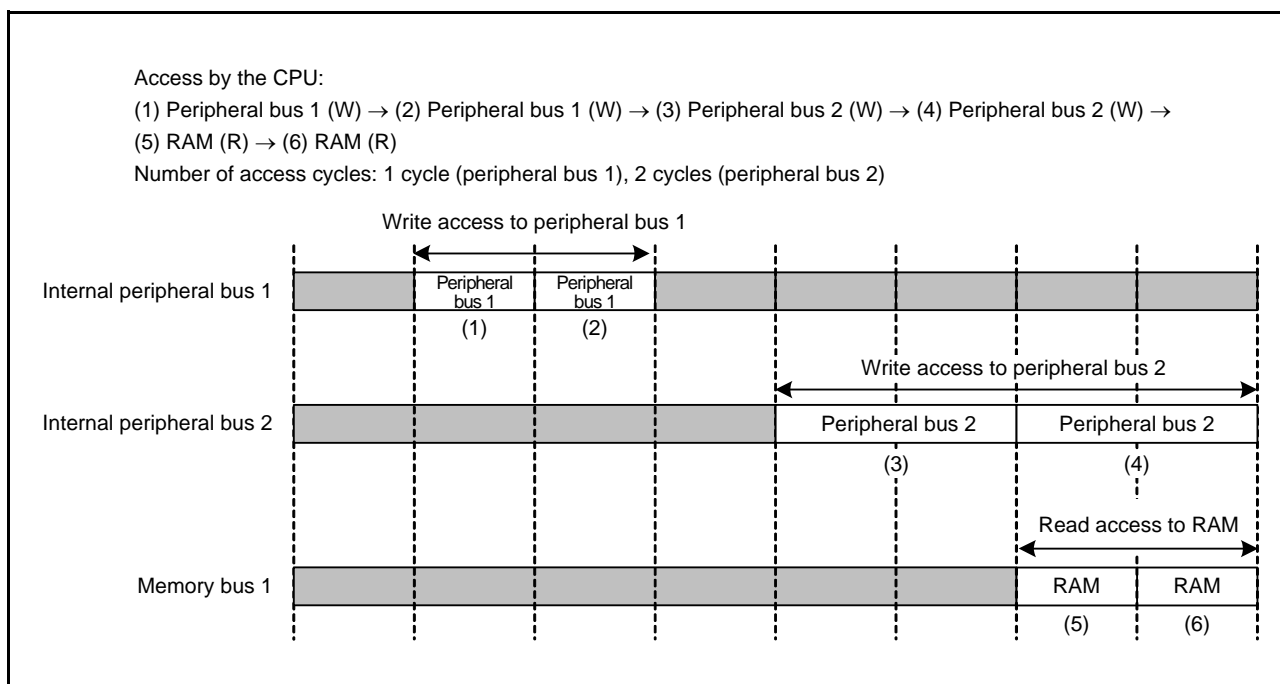 Access by the CPU:
(1) Peripheral bus 1 (W) → (2) Peripheral bus 1 (W) → (3) Peripheral bus 2 (W) → (4) Peripheral bus 2 (W) →
(5) RAM (R) → (6) RAM (R)
Number of access cycles: 1 cycle (peripheral bus 1), 2 cycles (peripheral bus 2)
Write access to peripheral bus 1
Internal peripheral bus 1
Peripheral
bus 1
Peripheral
bus 1
(1)
(2)
Write access to peripheral bus 2
Internal peripheral bus 2
Peripheral bus 2
Peripheral bus 2
(3)
(4)
Read access to RAM
Memory bus 1
RAM
RAM
(5)
(6)